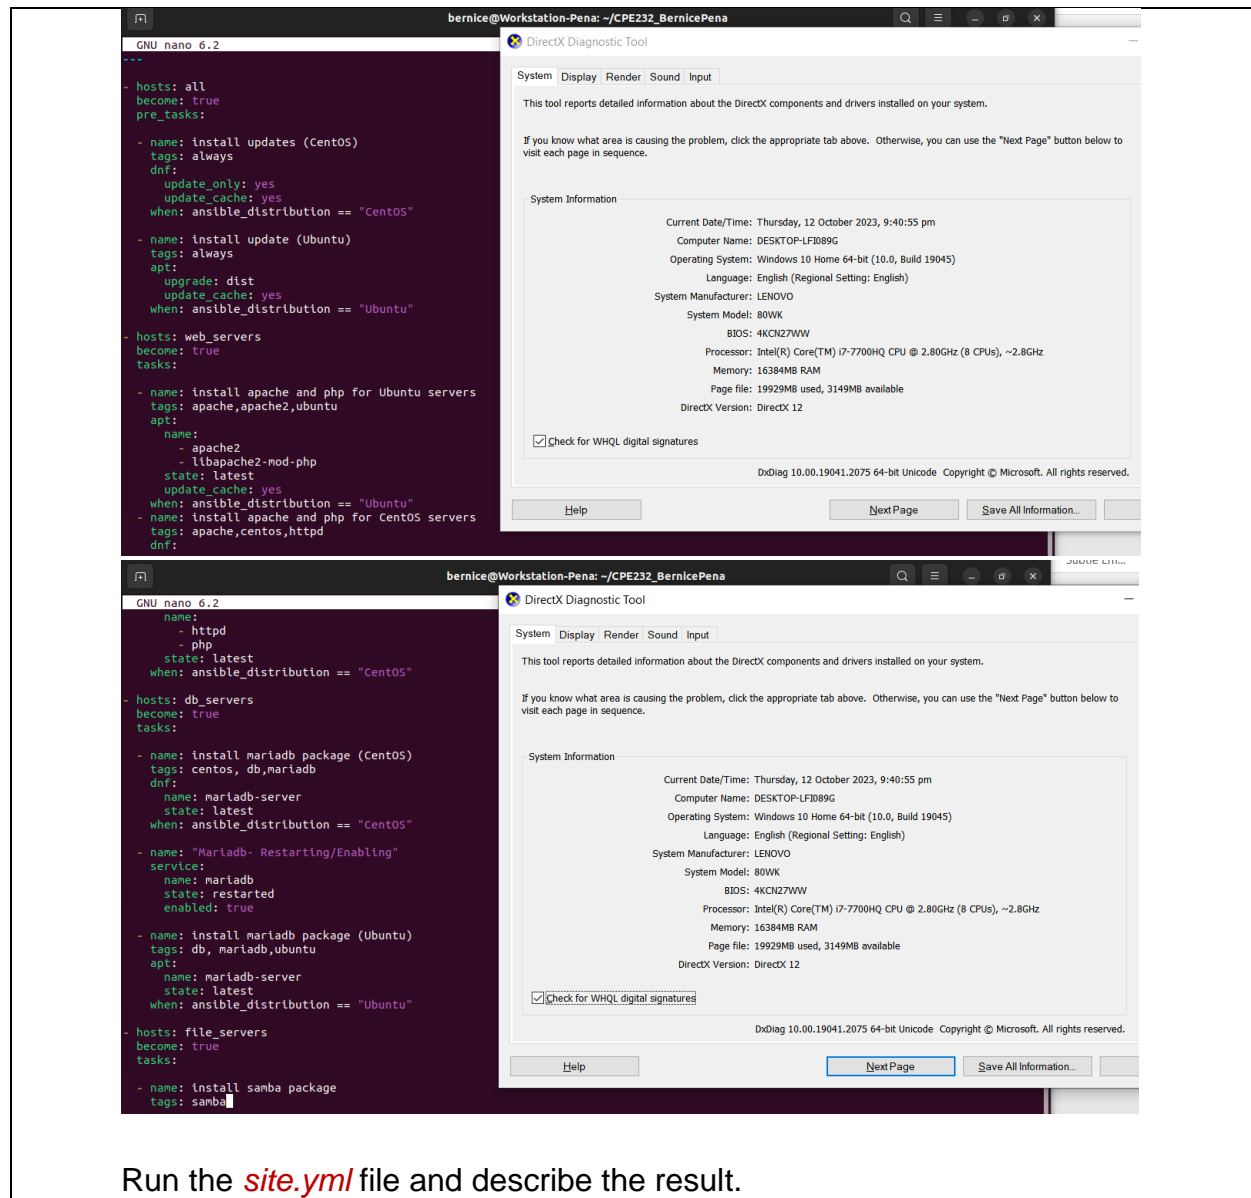 bernice@Workstation-Pena: ~/CPE232_BernicePena
GNU nano 6.2
---
- hosts: all
become: true
pre_tasks:
- name: install updates (CentOS)
tags: always
dnf:
update_only: yes
update_cache: yes
when: ansible_distribution == "CentOS"
- name: install update (Ubuntu)
tags: always
apt:
upgrade: dist
update_cache: yes
when: ansible_distribution == "Ubuntu"
- hosts: web_servers
become: true
tasks:
- name: install apache and php for Ubuntu servers
tags: apache,apache2,ubuntu
apt:
name:
- apache2
- libapache2-mod-php
state: latest
update_cache: yes
when: ansible_distribution == "Ubuntu"
- name: install apache and php for CentOS servers
tags: apache,centos,httpd
dnf:
DirectX Diagnostic Tool
System Display Render Sound Input
This tool reports detailed information about the DirectX components and drivers installed on your system.
If you know what area is causing the problem, click the appropriate tab above. Otherwise, you can use the "Next Page" button below to
visit each page in sequence.
System Information
Current Date/Time: Thursday, 12 October 2023, 9:40:55 pm
Computer Name: DESKTOP-LFI089G
Operating System: Windows 10 Home 64-bit (10.0, Build 19045)
Language: English (Regional Setting: English)
System Manufacturer: LENOVO
System Model: 80WK
BIOS: 4KCN27WW
Processor: Intel(R) Core(TM) i7-7700HQ CPU @ 2.80GHz (8 CPUs), ~2.8GHz
Memory: 16384MB RAM
Page file: 19929MB used, 3149MB available
DirectX Version: DirectX 12
Check for WHQL digital signatures
DxDiag 10.00.19041.2075 64-bit Unicode Copyright © Microsoft. All rights reserved.
Help Next Page Save All Information...
bernice@Workstation-Pena: ~/CPE232_BernicePena
GNU nano 6.2
name:
- httpd
- php
state: latest
when: ansible_distribution == "CentOS"
- hosts: db_servers
become: true
tasks:
- name: install mariadb package (CentOS)
tags: centos, db,mariadb
dnf:
name: mariadb-server
state: latest
when: ansible_distribution == "CentOS"
- name: "Mariadb- Restarting/Enabling"
service:
name: mariadb
state: restarted
enabled: true
- name: install mariadb package (Ubuntu)
tags: db, mariadb,ubuntu
apt:
name: mariadb-server
state: latest
when: ansible_distribution == "Ubuntu"
- hosts: file_servers
become: true
tasks:
- name: install samba package
tags: samba
DirectX Diagnostic Tool
System Display Render Sound Input
This tool reports detailed information about the DirectX components and drivers installed on your system.
If you know what area is causing the problem, click the appropriate tab above. Otherwise, you can use the "Next Page" button below to
visit each page in sequence.
System Information
Current Date/Time: Thursday, 12 October 2023, 9:40:55 pm
Computer Name: DESKTOP-LFI089G
Operating System: Windows 10 Home 64-bit (10.0, Build 19045)
Language: English (Regional Setting: English)
System Manufacturer: LENOVO
System Model: 80WK
BIOS: 4KCN27WW
Processor: Intel(R) Core(TM) i7-7700HQ CPU @ 2.80GHz (8 CPUs), ~2.8GHz
Memory: 16384MB RAM
Page file: 19929MB used, 3149MB available
DirectX Version: DirectX 12
Check for WHQL digital signatures
DxDiag 10.00.19041.2075 64-bit Unicode Copyright © Microsoft. All rights reserved.
Help Next Page Save All Information...
Run the site.yml file and describe the result.